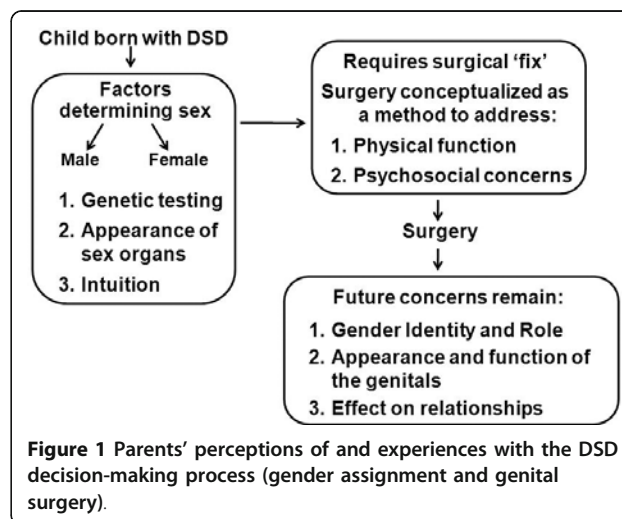 Child born with DSD
Factors
determining sex
Male Female
1. Genetic testing
2. Appearance of
sex organs
3. Intuition
Requires surgical ‘fix’
Surgery conceptualized as
a method to address:
1. Physical function
2. Psychosocial concerns
Surgery
Future concerns remain:
1. Gender Identity and Role
2. Appearance and function of
the genitals
3. Effect on relationships
Figure 1 Parents’ perceptions of and experiences with the DSD
decision-making process (gender assignment and genital
surgery).